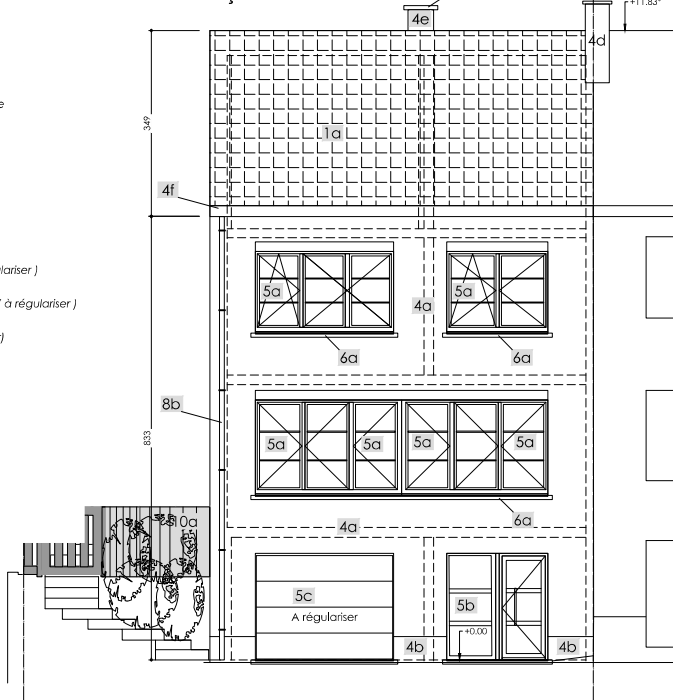 4e
+11.83
4d
349
1a
4f
lariser )
5a
5a
4a
à régulariser )
6a
6a
8b
833
5a
5a
5a
5a
6a
10a
4a
5c
5b
A régulariser
+0.00
4b
4b